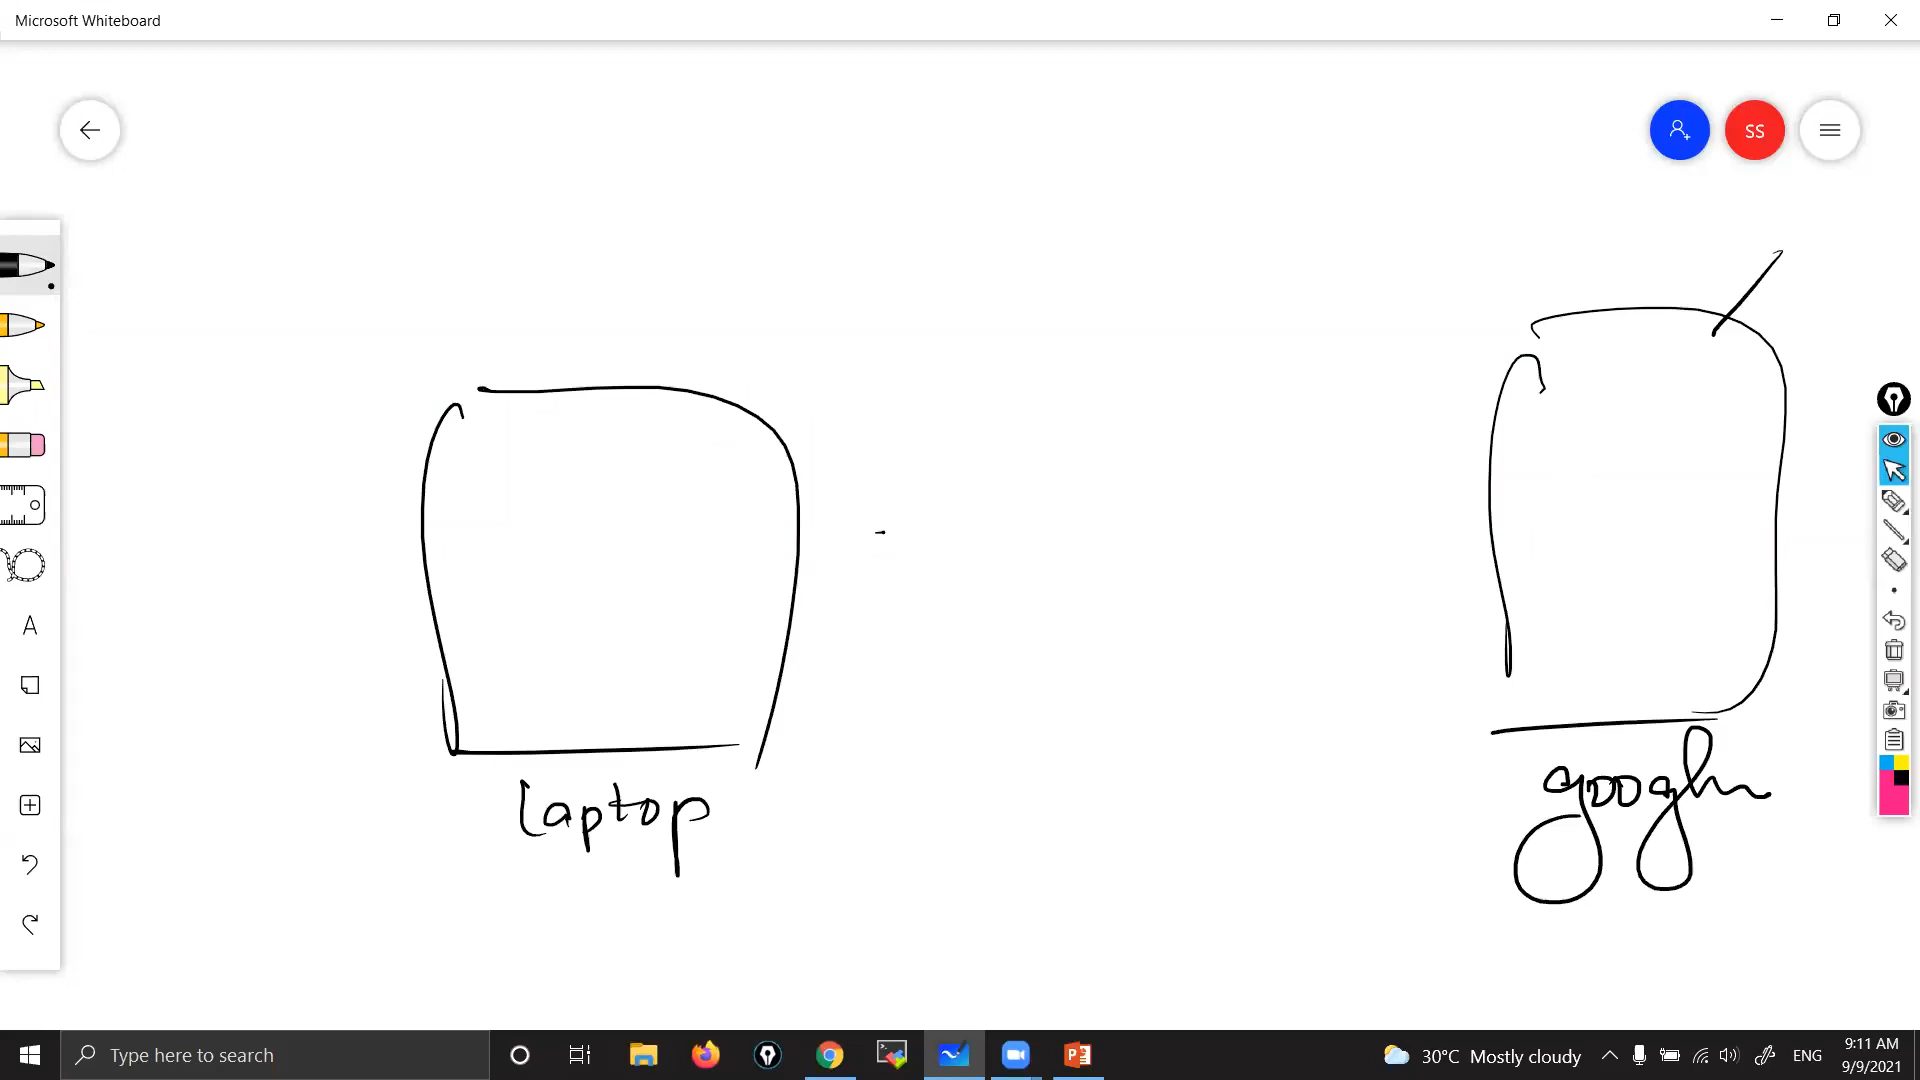 Microsoft Whiteboard
SS
A
laptop
google
Type here to search
30°C Mostly cloudy
ENG
9:11 AM
9/9/2021